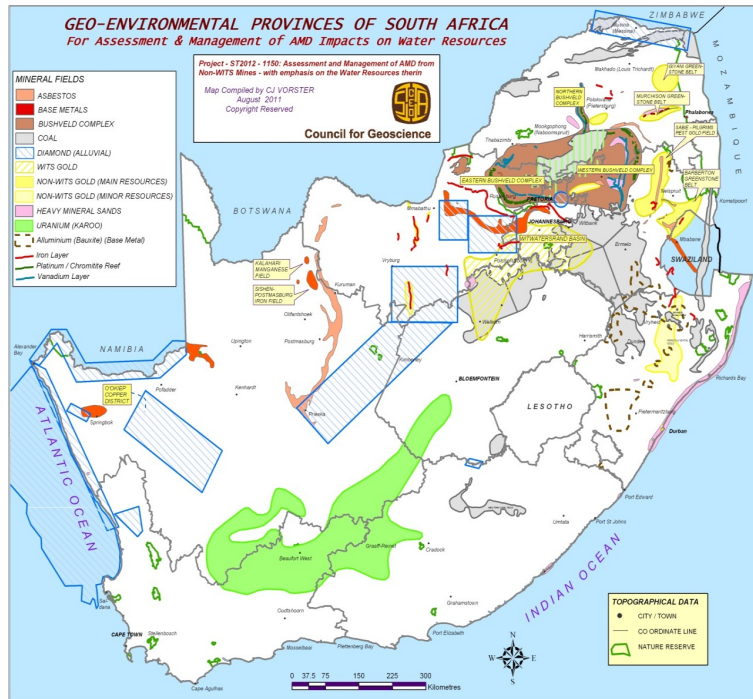 GEO-ENVIRONMENTAL PROVINCES OF SOUTH AFRICA
For Assessment & Management of AMD Impacts on Water Resources
Project - ST2012 - 1150: Assessment and Management of AMD from
Non-WITS Mines - with emphasis on the Water Resources therin
Map Compiled by CJ VORSTER
August 2011
Copyright Reserved
Council for Geoscience
MINERAL FIELDS
ASBESTOS
BASE METALS
BUSHVELD COMPLEX
COAL
DIAMOND (ALLUVIAL)
WITS GOLD
NON-WITS GOLD (MAIN RESOURCES)
NON-WITS GOLD (MINOR RESOURCES)
HEAVY MINERAL SANDS
URANIUM (KAROO)
Alluminium (Bauxite) (Base Metal)
Iron Layer
Platinum / Chromitite Reef
Vanadium Layer
ZIMBABWE
MOZAMBIQUE
Makhado (Louis Trichardt)
GIYANI GREEN-
STONE BELT
MURCHISON GREEN-
STONE BELT
NORTHERN
BUSHVELD
COMPLEX
Polokwane
(Pietersburg)
Phalaborwa
Mookgophong
(Naboomspruit)
Thabazimbi
SABIE - PILGRIMS
REST GOLD FIELD
EASTERN BUSHVELD COMPLEX
WESTERN BUSHVELD COMPLEX
BARBERTON
GREENSTONE
BELT
PRETORIA
Nelspruit
Komatipoort
BOTSWANA
Mmabatho
JOHANNESBURG
Witbank
WITWATERSRAND BASIN
Ermelo
Mbabane
SWAZILAND
KALAHARI
MANGANESE
FIELD
Vryburg
SISHEN-
POSTMASBURG
IRON FIELD
Kuruman
Olifantshoek
Welkom
Postmasburg
Harrismith
Dundee
Vryheid
NAMIBIA
Alexander
Bay
Upington
Kimberley
Keinhardt
Pofadder
BLOEMFONTEIN
LESOTHO
Richards Bay
O'OKIEP
COPPER
DISTRICT
Springbok
Prieska
Pietermaritzburg
Durban
ATLANTIC OCEAN
Port Edward
Umtata
Port St Johns
Beaufort West
Graaff-Reinet
Cradock
INDIAN OCEAN
Grahamstown
Oudtshoorn
CAPE TOWN
Stellenbosch
Mosselbaai
Plettenberg Bay
Port Elizabeth
Cape Agulhas
N
W
E
S
0 37.5 75 150 225 300
Kilometres
TOPOGRAPHICAL DATA
CITY / TOWN
CO ORDINATE LINE
NATURE RESERVE